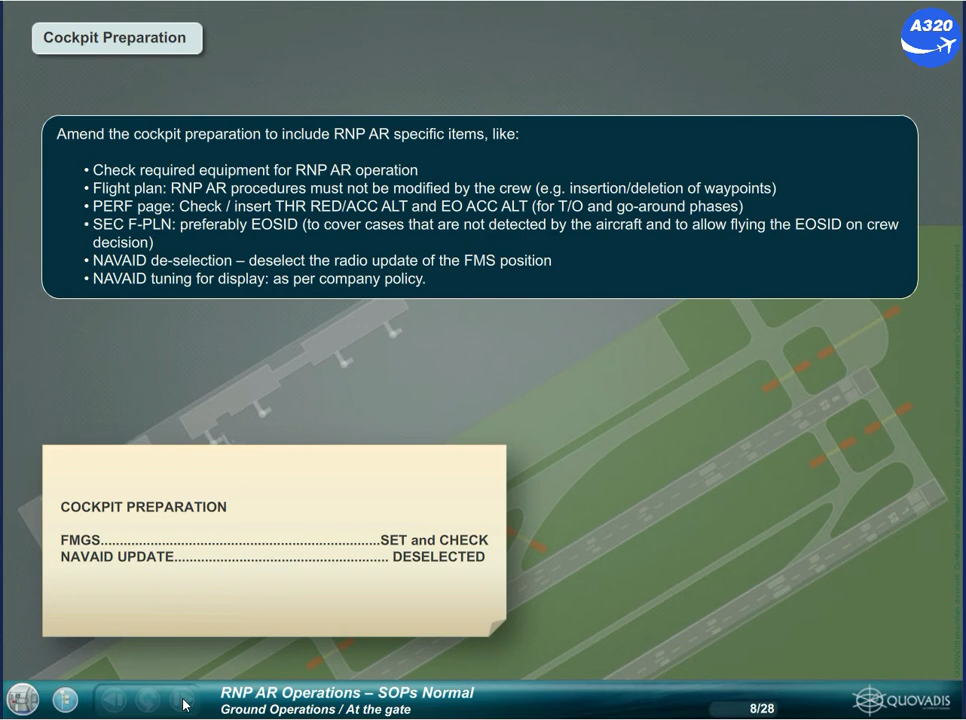 Cockpit Preparation
A320
Amend the cockpit preparation to include RNP AR specific items, like:
• Check required equipment for RNP AR operation
• Flight plan: RNP AR procedures must not be modified by the crew (e.g. insertion/deletion of waypoints)
• PERF page: Check / insert THR RED/ACC ALT and EO ACC ALT (for T/O and go-around phases)
• SEC F-PLN: preferably EOSID (to cover cases that are not detected by the aircraft and to allow flying the EOSID on crew
decision)
• NAVAID de-selection – deselect the radio update of the FMS position
• NAVAID tuning for display: as per company policy.
COCKPIT PREPARATION
FMGS..................................................................SET and CHECK
NAVAID UPDATE.................................................. DESELECTED
RNP AR Operations – SOPs Normal
Ground Operations / At the gate
8/28
QUOVADIS